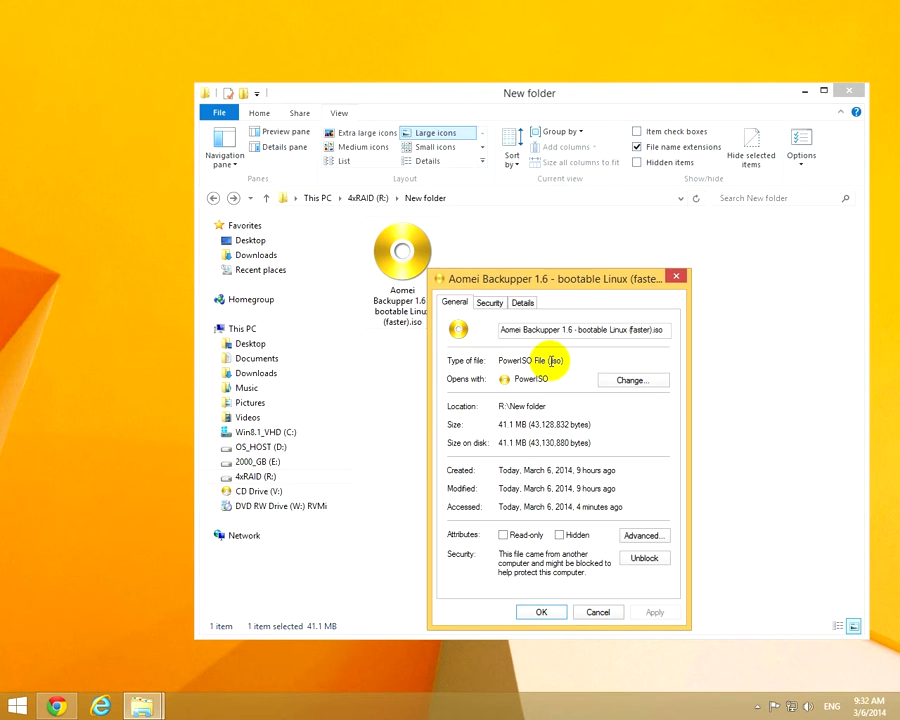 New folder
File Home Share View
Preview pane
Details pane
Navigation pane
Panes
Extra large icons
Large icons
Medium icons
Small icons
List
Details
Layout
Sort by
Group by
Add columns
Size all columns to fit
Current view
Item check boxes
File name extensions
Hidden items
Hide selected items
Show/hide
Options
This PC
4xRAID (R:)
New folder
Search New folder
Favorites
Desktop
Downloads
Recent places
Homegroup
This PC
Desktop
Documents
Downloads
Music
Pictures
Videos
Win8.1_VHD (C:)
OS_HOST (D:)
2000_GB (E:)
4xRAID (R:)
CD Drive (V:)
DVD RW Drive (W:) RVMi
Network
Aomei
Backupper 1.6
bootable Linu
(faster).iso
Aomei Backupper 1.6 - bootable Linux (faste...
General Security Details
Aomei Backupper 1.6 - bootable Linux (faster).iso
Type of file: PowerISO File (.iso)
Opens with: PowerISO Change...
Location: R:\New folder
Size: 41.1 MB (43,128,832 bytes)
Size on disk: 41.1 MB (43,130,880 bytes)
Created: Today, March 6, 2014, 9 hours ago
Modified: Today, March 6, 2014, 9 hours ago
Accessed: Today, March 6, 2014, 4 minutes ago
Attributes: Read-only Hidden Advanced...
Security: This file came from another
computer and might be blocked to
help protect this computer.
Unblock
OK Cancel Apply
1 item 1 item selected 41.1 MB
ENG
9:32 AM
3/6/2014